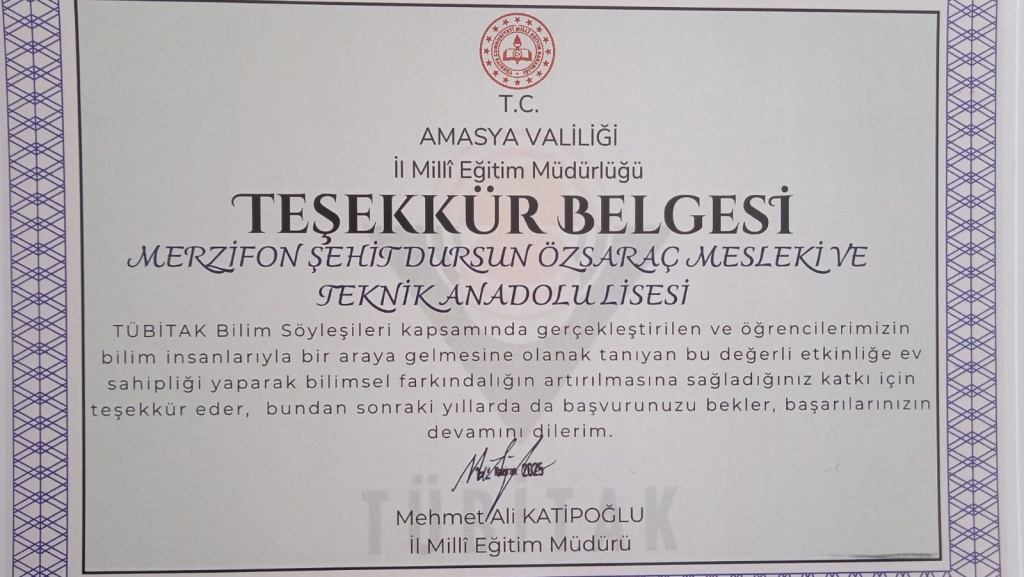 T.C.
AMASYA VALİLİĞİ
İl Millî Eğitim Müdürlüğü
TEŞEKKÜR BELGESİ
MERZİFON ŞEHİT DURSUN ÖZSARAÇ MESLEKİ VE
TEKNİK ANADOLU LİSESİ
TÜBİTAK Bilim Söyleşileri kapsamında gerçekleştirilen ve öğrencilerimizin
bilim insanlarıyla bir araya gelmesine olanak tanıyan bu değerli etkinliğe ev
sahipliği yaparak bilimsel farkındalığın artırılmasına sağladığınız katkı için
teşekkür eder, bundan sonraki yıllarda da başvurunuzu bekler, başarılarınızın
devamını dilerim.
2025
TÜBİTAK
Mehmet Ali KATİPOĞLU
İl Millî Eğitim Müdürü